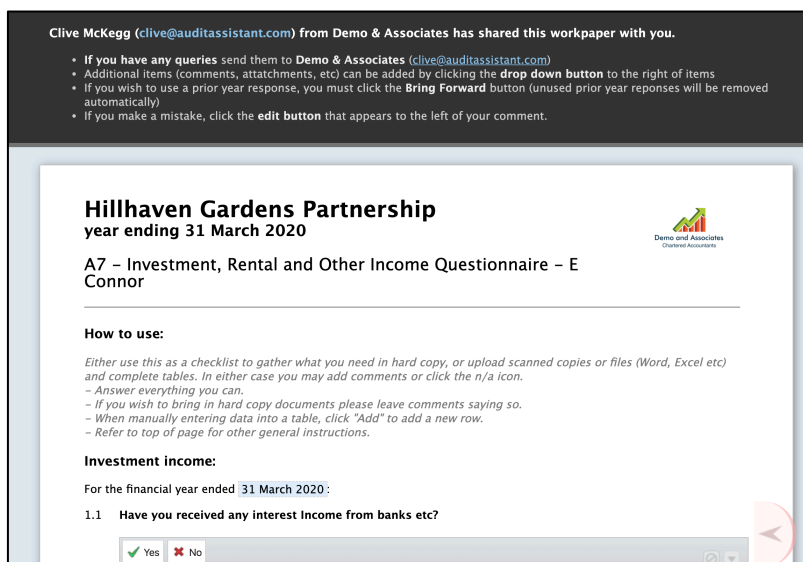 Clive McKegg (clive@auditassistant.com) from Demo & Associates has shared this workpaper with you.
• If you have any queries send them to Demo & Associates (clive@auditassistant.com)
• Additional items (comments, attatchments, etc) can be added by clicking the drop down button to the right of items
• If you wish to use a prior year response, you must click the Bring Forward button (unused prior year reponses will be removed
automatically)
• If you make a mistake, click the edit button that appears to the left of your comment.
Hillhaven Gardens Partnership
year ending 31 March 2020
Demo and Associates
Chartered Accountants
A7 – Investment, Rental and Other Income Questionnaire – E
Connor
How to use:
Either use this as a checklist to gather what you need in hard copy, or upload scanned copies or files (Word, Excel etc)
and complete tables. In either case you may add comments or click the n/a icon.
– Answer everything you can.
– If you wish to bring in hard copy documents please leave comments saying so.
– When manually entering data into a table, click "Add" to add a new row.
– Refer to top of page for other general instructions.
Investment income:
For the financial year ended 31 March 2020 :
1.1 Have you received any interest Income from banks etc?
Yes No